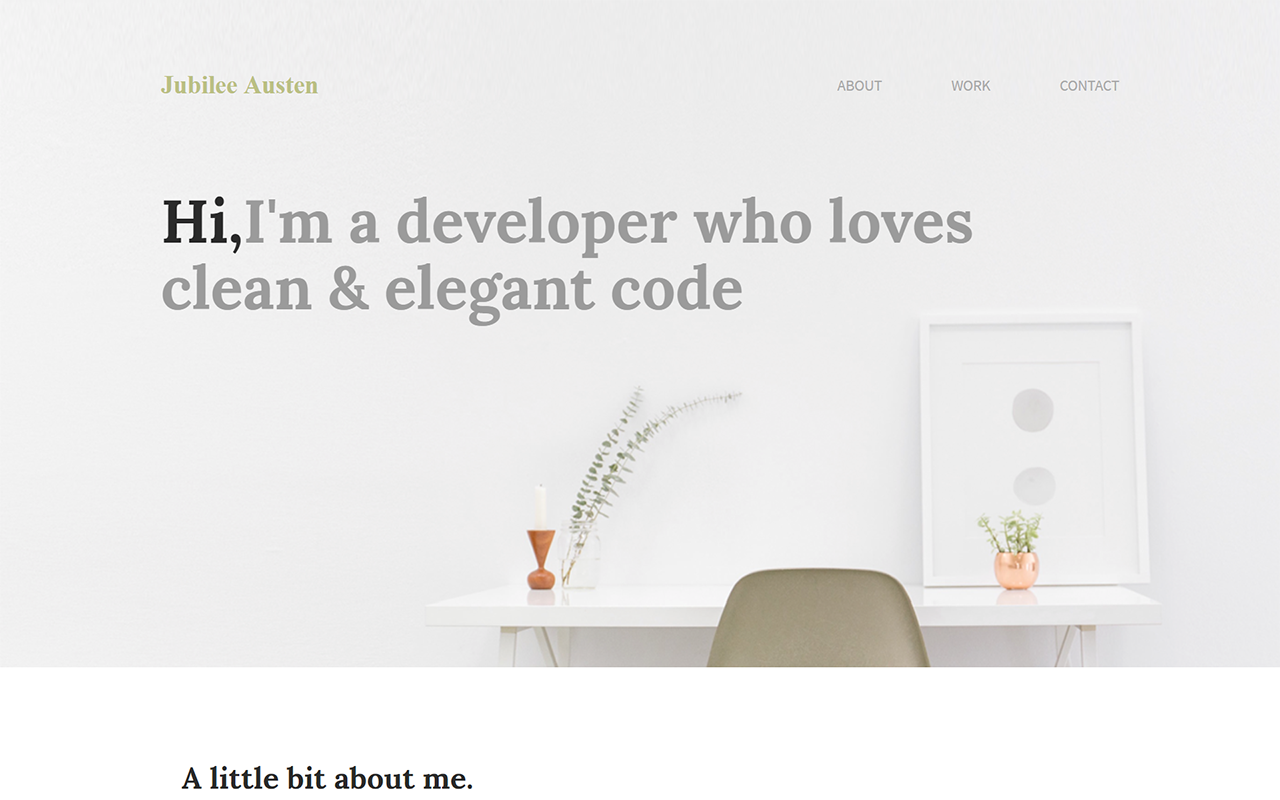 Jubilee Austen
ABOUT WORK CONTACT
Hi,I'm a developer who loves
clean & elegant code
A little bit about me.